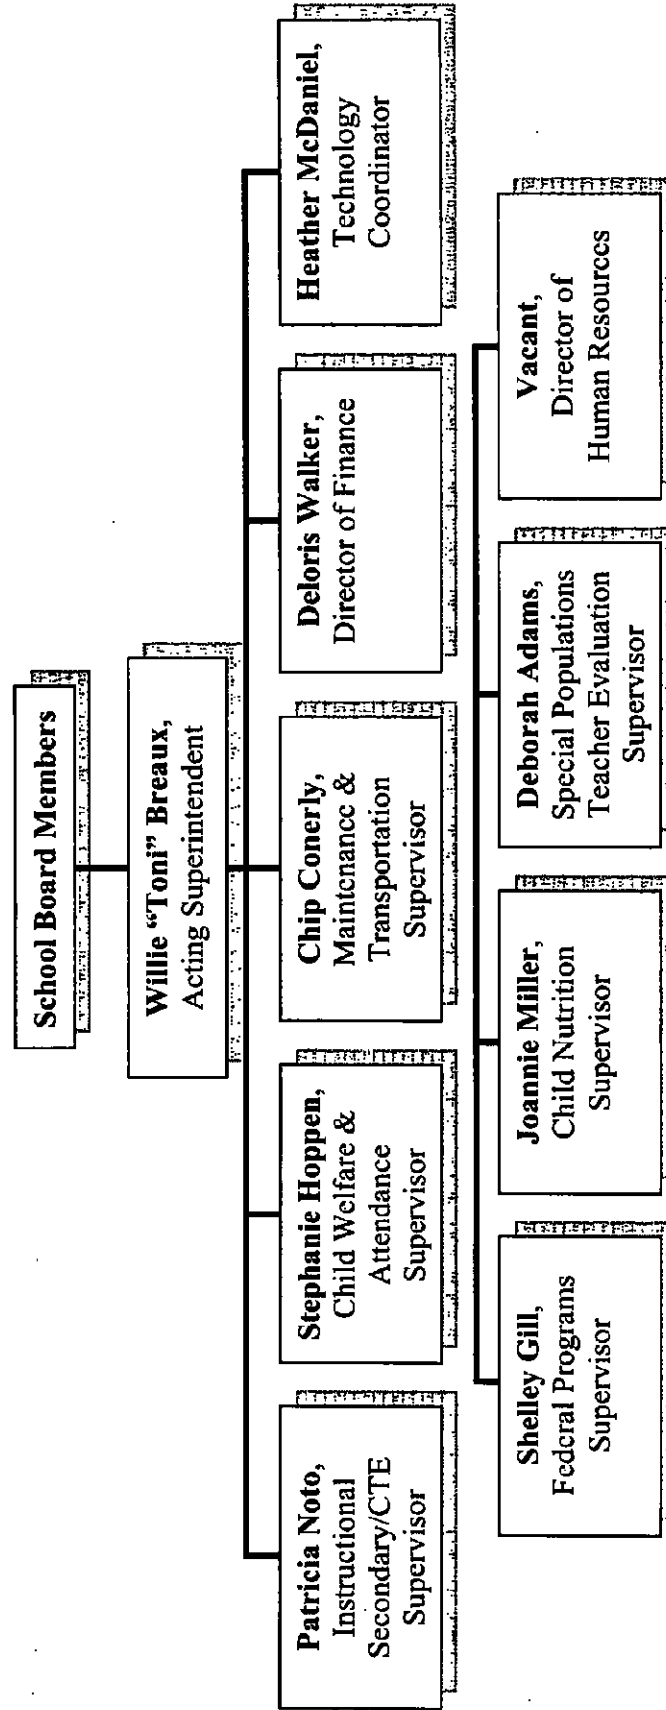 School Board Members
Willie “Toni” Breaux,
Acting Superintendent
Patricia Noto,
Instructional
Secondary/CTE
Supervisor
Stephanie Hoppen,
Child Welfare &
Attendance
Supervisor
Chip Conerly,
Maintenance &
Transportation
Supervisor
Deloris Walker,
Director of Finance
Heather McDaniel,
Technology
Coordinator
Shelley Gill,
Federal Programs
Supervisor
Joannie Miller,
Child Nutrition
Supervisor
Deborah Adams,
Special Populations
Teacher Evaluation
Supervisor
Vacant,
Director of
Human Resources